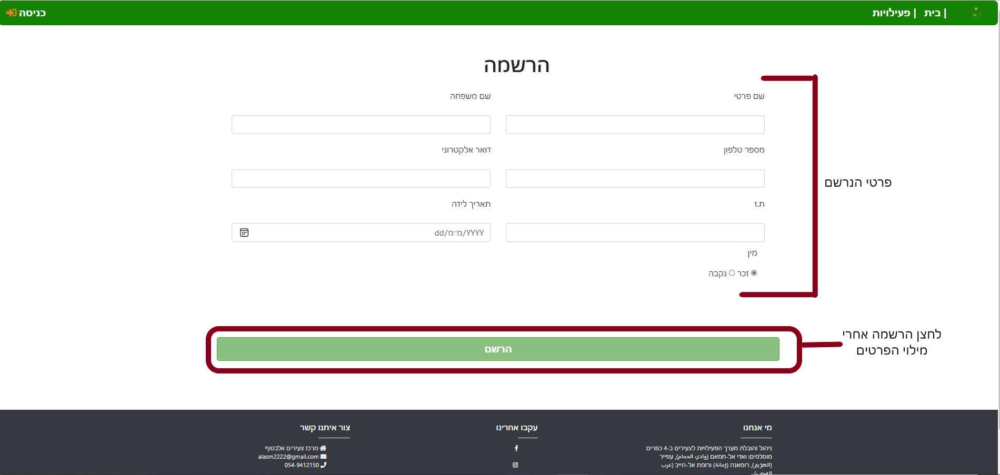 | בית | פעילויות
כניסה
הרשמה
שם פרטי
שם משפחה
מספר טלפון
דואר אלקטרוני
ת.ז
תאריך לידה
dd/מ״מ/YYYY
מין
זכר נקבה
פרטי הנרשם
הרשם
לחצן הרשמה אחרי
מילוי הפרטים
מי אנחנו
ניהול והובלת מערך הפעילויות לצעירים ב-4 כפרים
מוסלמים: ואדי אל-חמאם (وادي الحمام), עוזייר
(العزير), רומאנה (رمانة) ורומת אל-הייב (عرب
עקבו אחרינו
צור איתנו קשר
מרכז צעירים אלבטוף
alasm2222@gmail.com
054-9412150